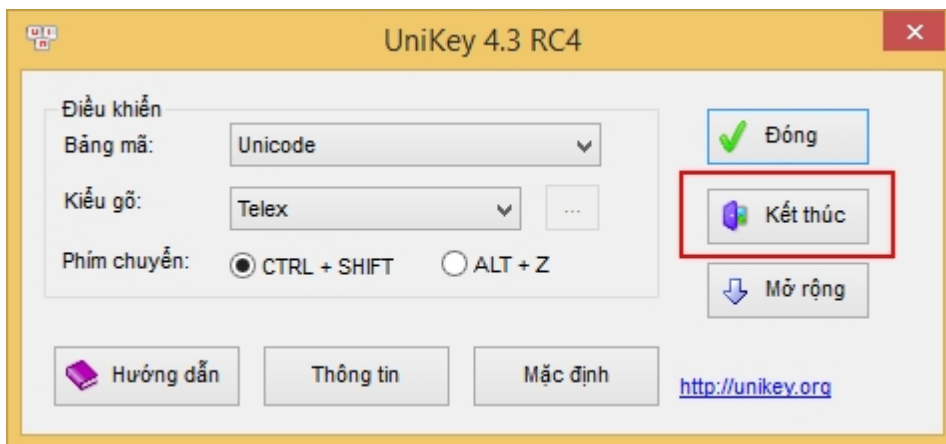 UniKey 4.3 RC4
Điều khiển
Bảng mã: Unicode
Đóng
Kiểu gõ: Telex ...
Kết thúc
Phím chuyển: CTRL + SHIFT ALT + Z
Mở rộng
Hướng dẫn Thông tin Mặc định http://unikey.org